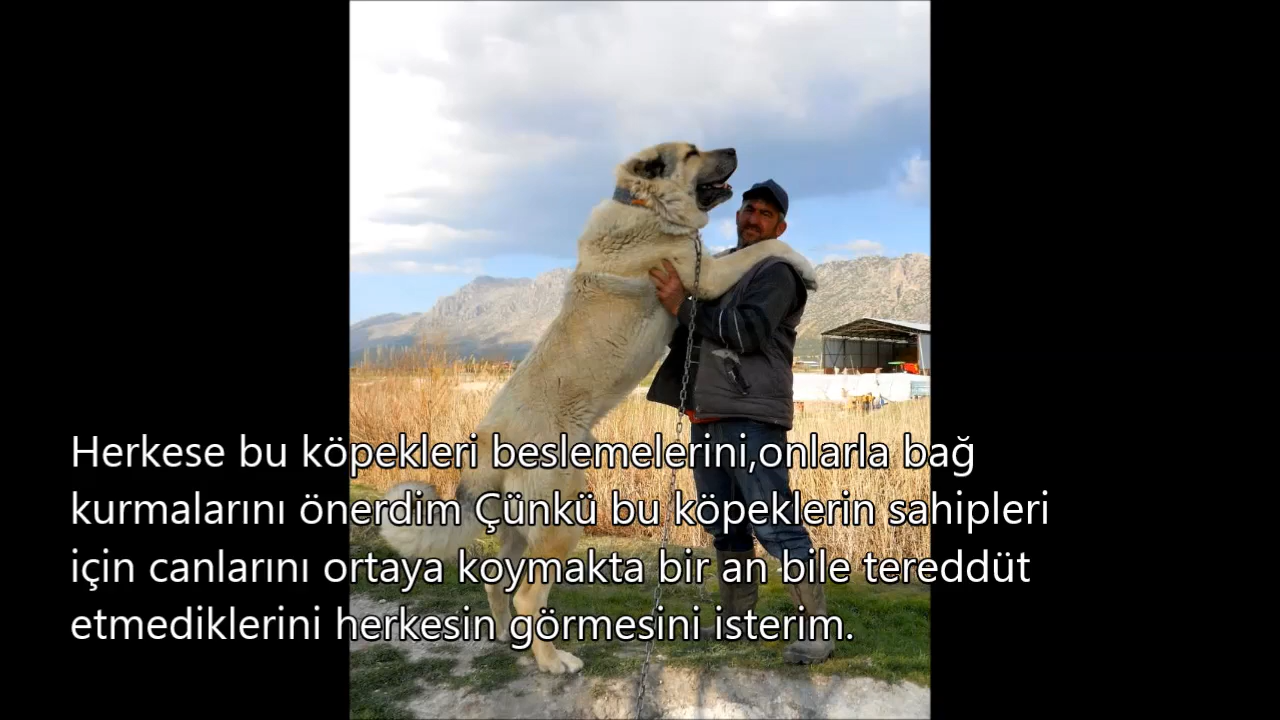 Herkese bu köpekleri beslemelerini,onlarla bağ
kurmalarını önerdim Çünkü bu köpeklerin sahipleri
için canlarını ortaya koymakta bir an bile tereddüt
etmediklerini herkesin görmesini isterim.